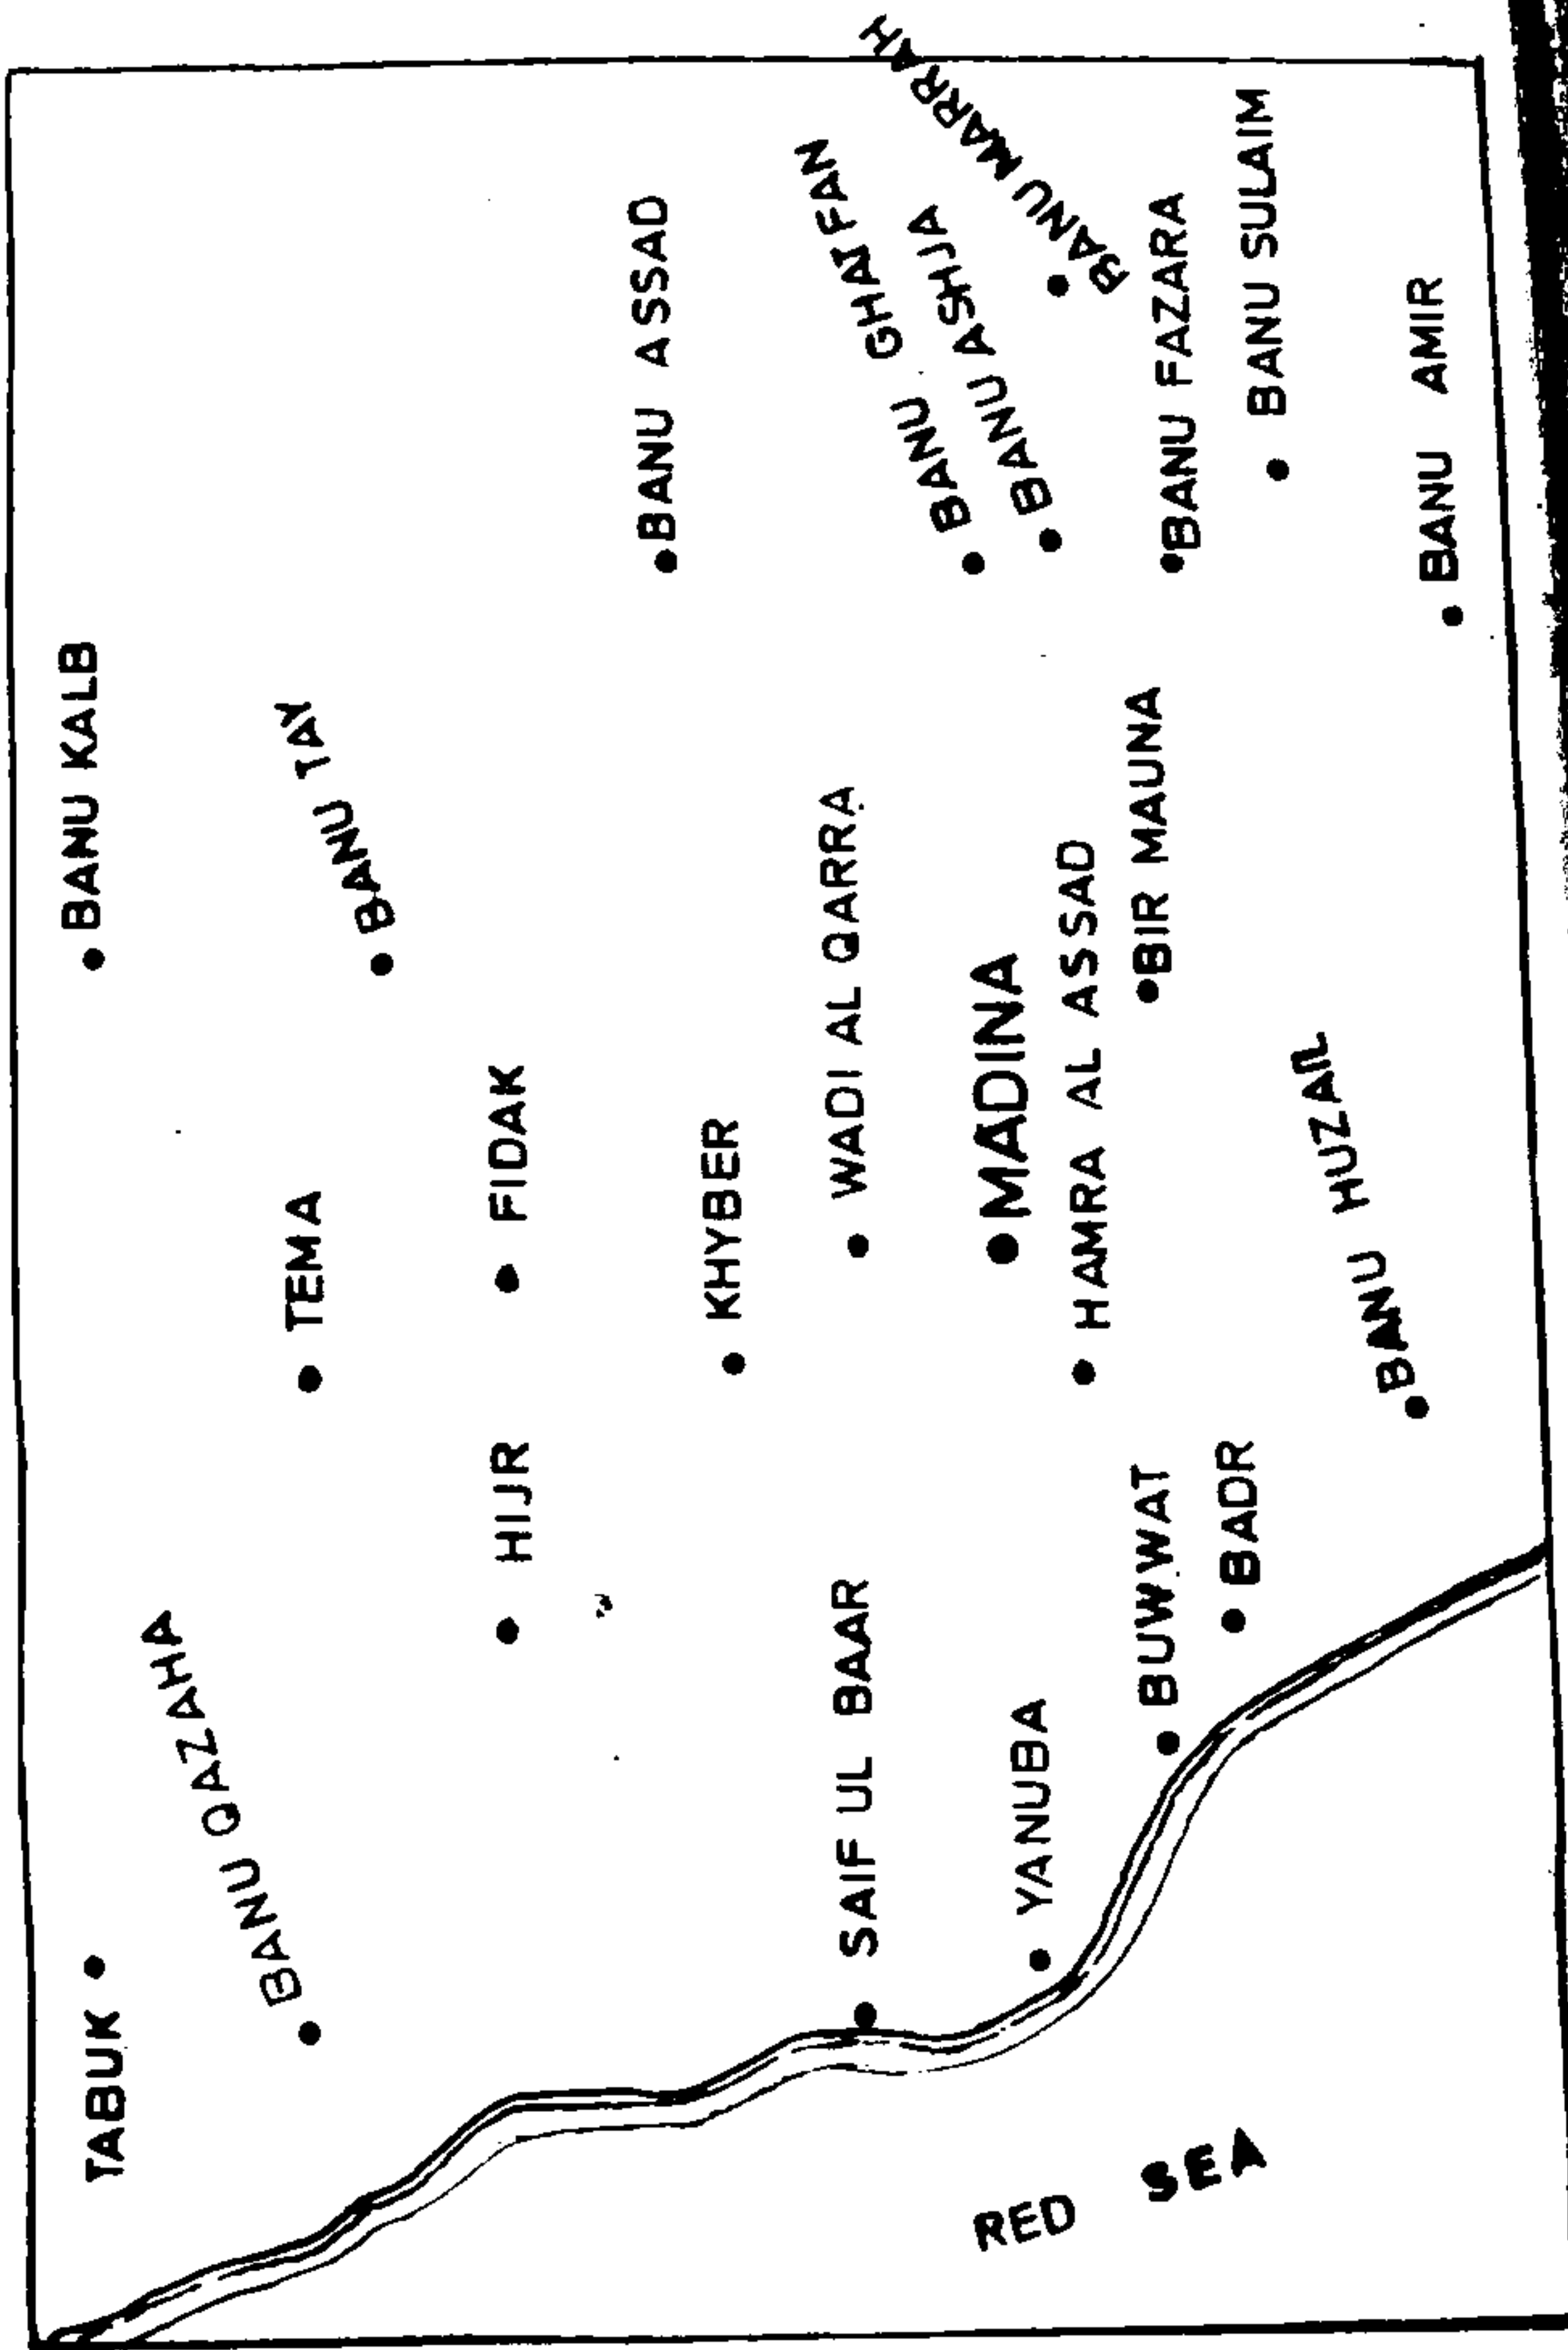 TABUK
BANU KALB
BANU QAZAHA
TEMA
BANU TAY
HIJR
FIDAK
BANU ASSAD
KHYBER
SAIF UL BAAR
WADI AL QARRA
BANU GHATFAN
YANUBA
MADINA
BANU ASHJA
HAMRA AL ASSAD
BANU MARRAH
BUWWAT
BIR MAUNA
BANU FAZARA
BADR
BANU SULAIM
BANU HUZAIL
BANU AMIR
RED SEA